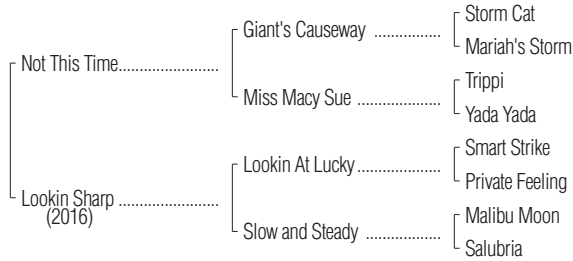 Storm Cat
Giant's Causeway ..................
Mariah's Storm
Not This Time.......................
Trippi
Miss Macy Sue ...................
Yada Yada
Smart Strike
Lookin At Lucky ...................
Private Feeling
Lookin Sharp .......................
(2016)
Malibu Moon
Slow and Steady .................
Salubria